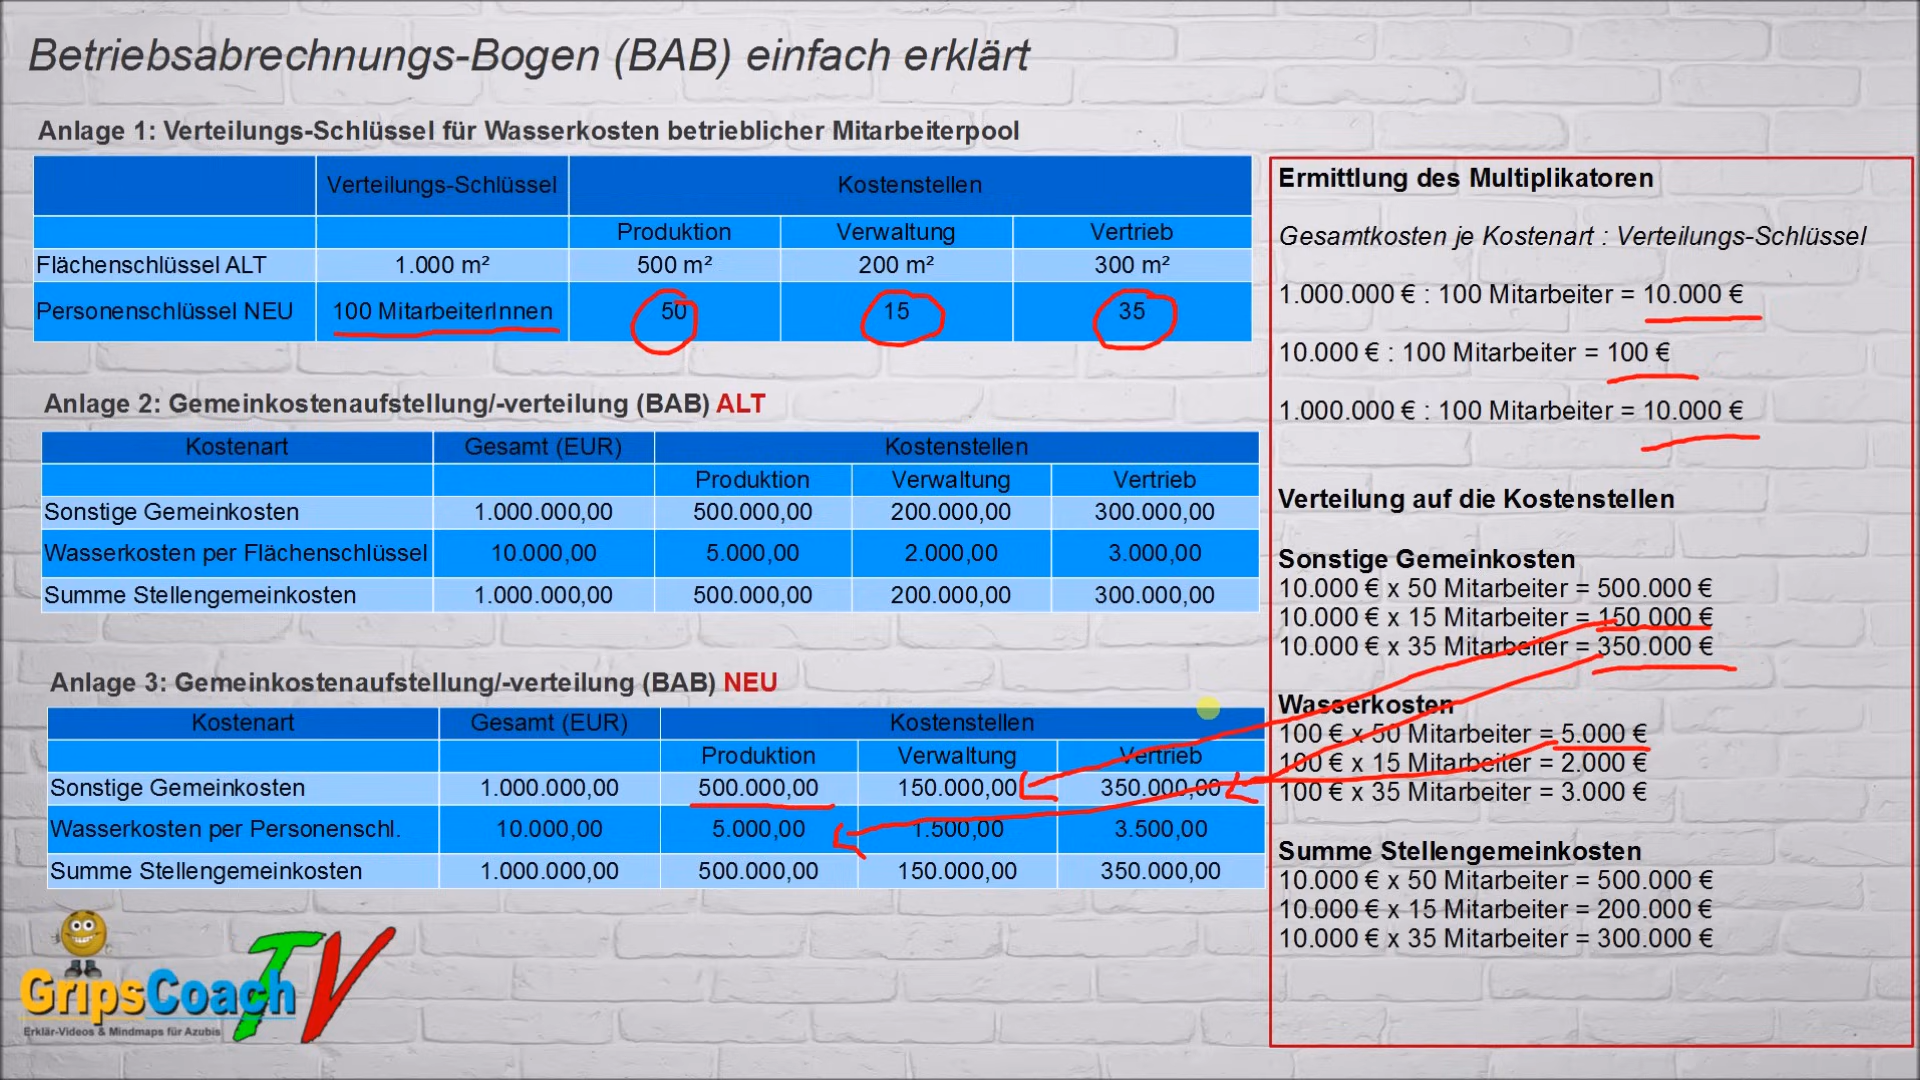 Betriebsabrechnungs-Bogen (BAB) einfach erklärt
Anlage 1: Verteilungs-Schlüssel für Wasserkosten betrieblicher Mitarbeiterpool
Verteilungs-Schlüssel Kostenstellen
Produktion Verwaltung Vertrieb
Flächenschlüssel ALT 1.000 m² 500 m² 200 m² 300 m²
Personenschlüssel NEU 100 MitarbeiterInnen 50 15 35
Anlage 2: Gemeinkostenaufstellung/-verteilung (BAB) ALT
Kostenart Gesamt (EUR) Kostenstellen
Produktion Verwaltung Vertrieb
Sonstige Gemeinkosten 1.000.000,00 500.000,00 200.000,00 300.000,00
Wasserkosten per Flächenschlüssel 10.000,00 5.000,00 2.000,00 3.000,00
Summe Stellengemeinkosten 1.000.000,00 500.000,00 200.000,00 300.000,00
Anlage 3: Gemeinkostenaufstellung/-verteilung (BAB) NEU
Kostenart Gesamt (EUR) Kostenstellen
Produktion Verwaltung Vertrieb
Sonstige Gemeinkosten 1.000.000,00 500.000,00 150.000,00 350.000,00
Wasserkosten per Personenschl. 10.000,00 5.000,00 1.500,00 3.500,00
Summe Stellengemeinkosten 1.000.000,00 500.000,00 150.000,00 350.000,00
Ermittlung des Multiplikatoren
Gesamtkosten je Kostenart : Verteilungs-Schlüssel
1.000.000 € : 100 Mitarbeiter = 10.000 €
10.000 € : 100 Mitarbeiter = 100 €
1.000.000 € : 100 Mitarbeiter = 10.000 €
Verteilung auf die Kostenstellen
Sonstige Gemeinkosten
10.000 € x 50 Mitarbeiter = 500.000 €
10.000 € x 15 Mitarbeiter = 150.000 €
10.000 € x 35 Mitarbeiter = 350.000 €
Wasserkosten
100 € x 50 Mitarbeiter = 5.000 €
100 € x 15 Mitarbeiter = 2.000 €
100 € x 35 Mitarbeiter = 3.000 €
Summe Stellengemeinkosten
10.000 € x 50 Mitarbeiter = 500.000 €
10.000 € x 15 Mitarbeiter = 200.000 €
10.000 € x 35 Mitarbeiter = 300.000 €
GripsCoach TV
Erklär-Videos & Mindmaps für Azubis